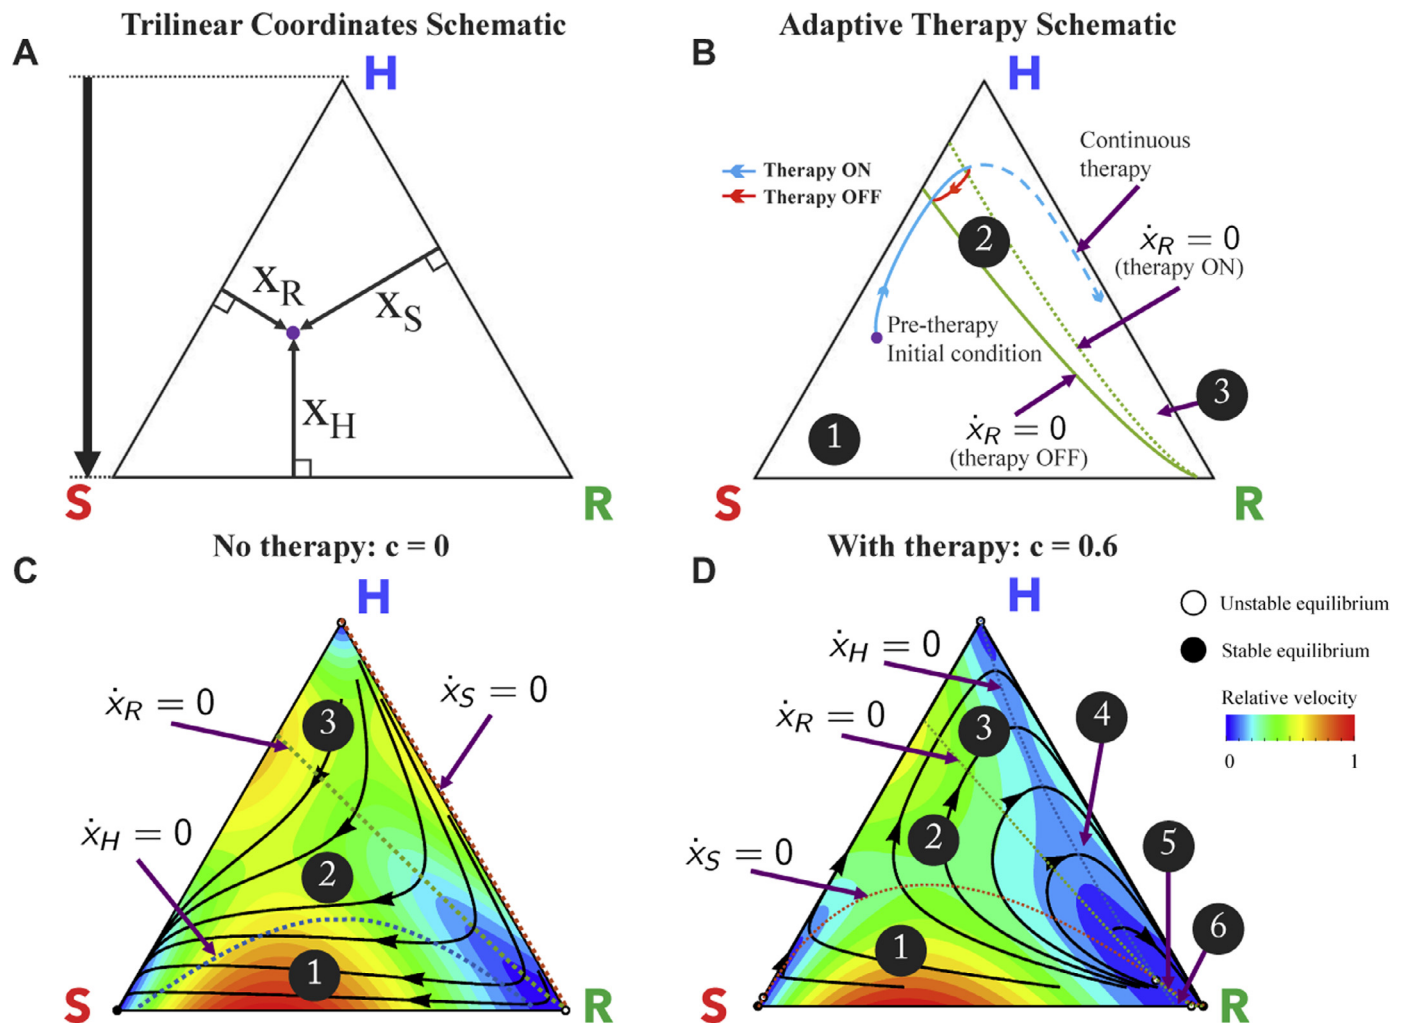 Trilinear Coordinates Schematic
A
H
x_R
x_S
x_H
S
R
Adaptive Therapy Schematic
B
H
Therapy ON
Therapy OFF
Continuous
therapy
2
ẋ_R = 0
(therapy ON)
Pre-therapy
Initial condition
3
1
ẋ_R = 0
(therapy OFF)
S
R
No therapy: c = 0
C
H
ẋ_R = 0
3
ẋ_S = 0
ẋ_H = 0
2
1
S
R
With therapy: c = 0.6
D
H
ẋ_H = 0
ẋ_R = 0
3
4
ẋ_S = 0
2
5
1
6
S
R
Unstable equilibrium
Stable equilibrium
Relative velocity
0 1